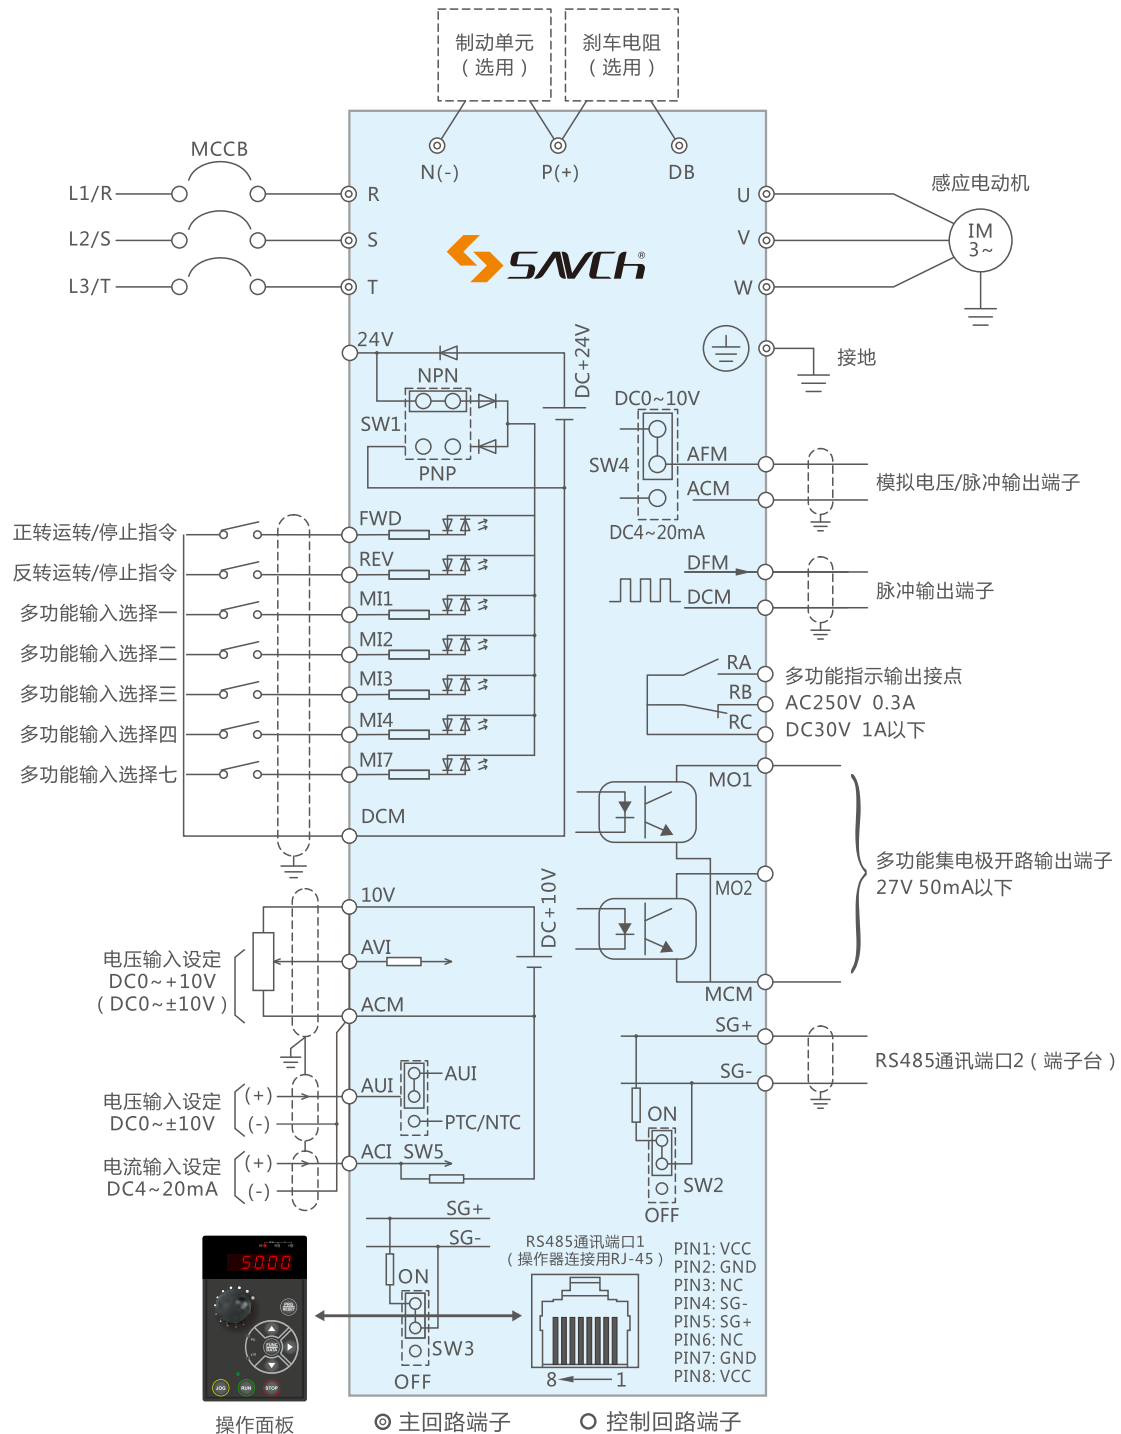 制动单元
（选用）
刹车电阻
（选用）
N(-)
P(+)
DB
MCCB
L1/R
L2/S
L3/T
R
S
T
SAVCH®
U
V
W
感应电动机
IM
3~
接地
24V
NPN
SW1
PNP
DC+24V
DC0~10V
SW4
DC4~20mA
AFM
ACM
模拟电压/脉冲输出端子
DFM
DCM
脉冲输出端子
正转运转/停止指令
FWD
反转运转/停止指令
REV
多功能输入选择一
MI1
多功能输入选择二
MI2
多功能输入选择三
MI3
多功能输入选择四
MI4
多功能输入选择七
MI7
DCM
RA
RB
RC
多功能指示输出接点
AC250V 0.3A
DC30V 1A以下
MO1
MO2
MCM
多功能集电极开路输出端子
27V 50mA以下
10V
DC+10V
AVI
ACM
电压输入设定
DC0~+10V
（DC0~±10V）
AUI
AUI
PTC/NTC
电压输入设定
DC0~±10V
(+)
(-)
ACI
SW5
电流输入设定
DC4~20mA
(+)
(-)
SG+
SG-
RS485通讯端口2（端子台）
ON
SW2
OFF
SG+
SG-
ON
SW3
OFF
RS485通讯端口1
（操作器连接用RJ-45）
8
1
PIN1: VCC
PIN2: GND
PIN3: NC
PIN4: SG-
PIN5: SG+
PIN6: NC
PIN7: GND
PIN8: VCC
50.00
JOG
RUN
STOP
操作面板
主回路端子
控制回路端子